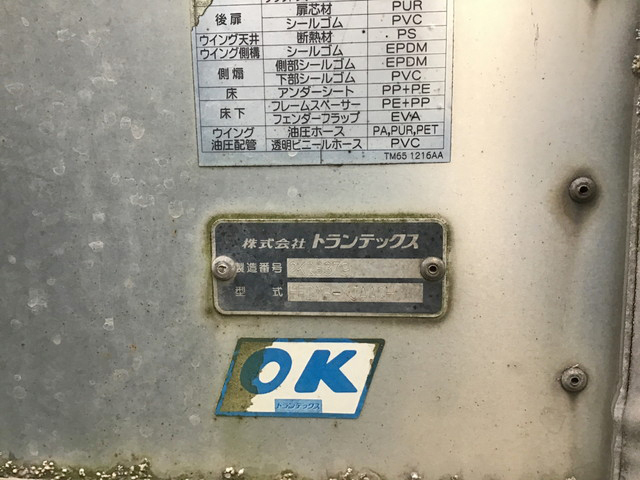 扉芯材 PUR
後扉 シールゴム PVC
ウイング天井 断熱材 PS
ウイング側構 シールゴム EPDM
側煽 側部シールゴム EPDM
下部シールゴム PVC
床 アンダーシート PP+PE
床下 フレームスペーサー PE+PP
フェンダーフラップ EVA
ウイング 油圧ホース PA,PUR,PET
油圧配管 透明ビニールホース PVC
TM65 1216AA
株式会社 トランテックス
製造番号
型式
OK
トランテックス